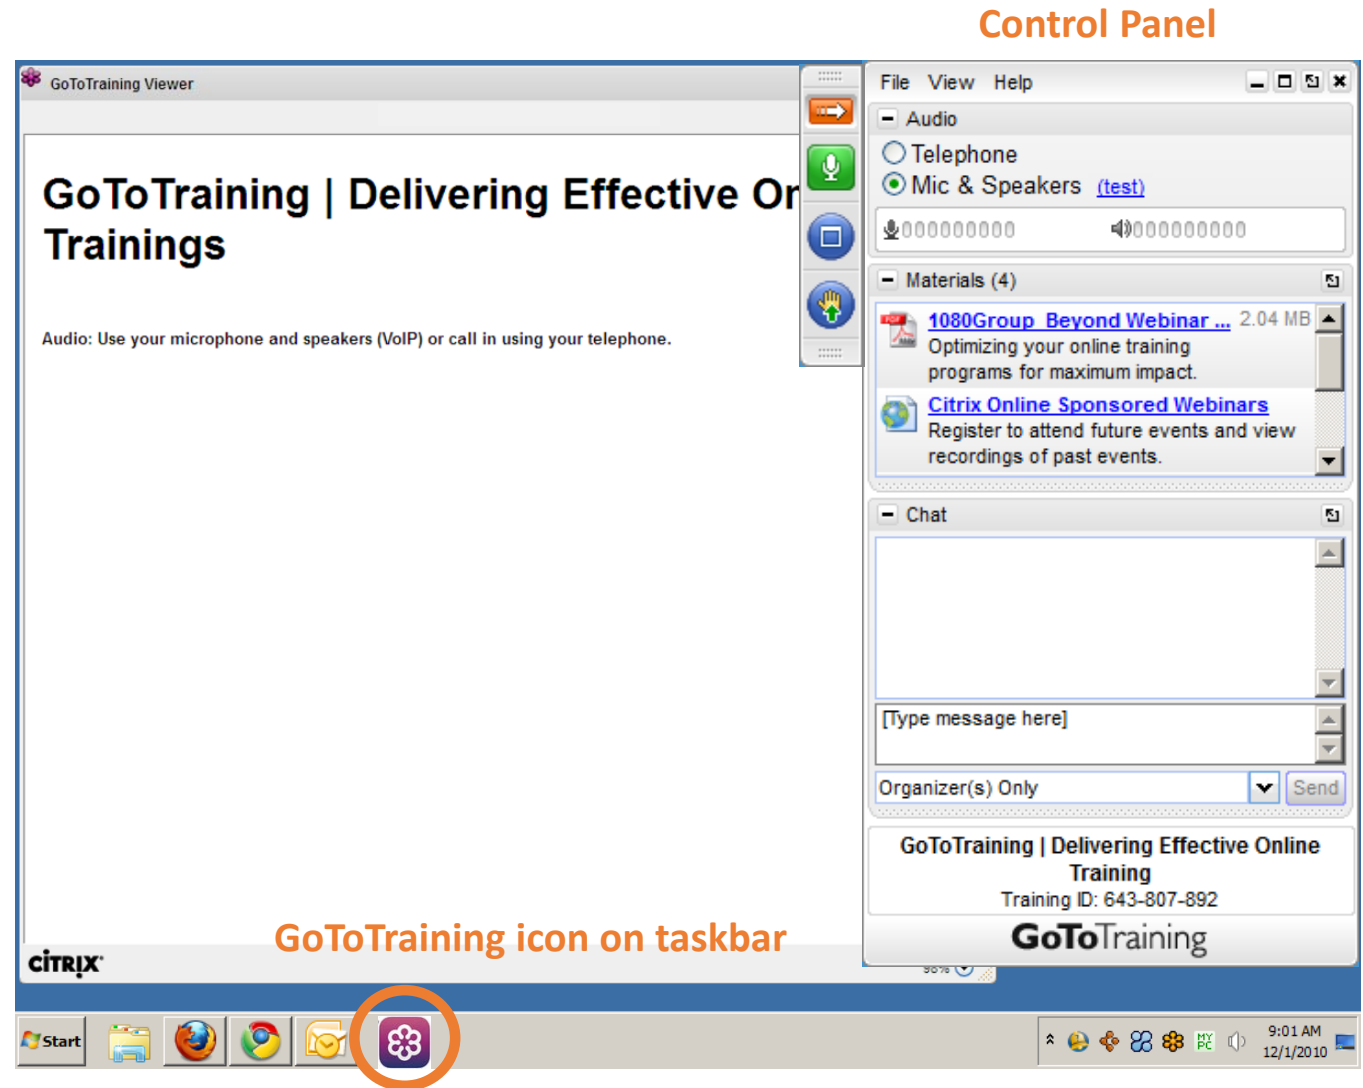 Control Panel
GoToTraining Viewer
GoToTraining | Delivering Effective On
Trainings
Audio: Use your microphone and speakers (VoIP) or call in using your telephone.
File View Help
Audio
Telephone
Mic & Speakers (test)
Materials (4)
1080Group Beyond Webinar ... 2.04 MB
Optimizing your online training
programs for maximum impact.
Citrix Online Sponsored Webinars
Register to attend future events and view
recordings of past events.
Chat
[Type message here]
Organizer(s) Only
Send
GoToTraining | Delivering Effective Online
Training
Training ID: 643-807-892
GoToTraining
GoToTraining icon on taskbar
CITRIX
98%
Start
MY
PC
9:01 AM
12/1/2010